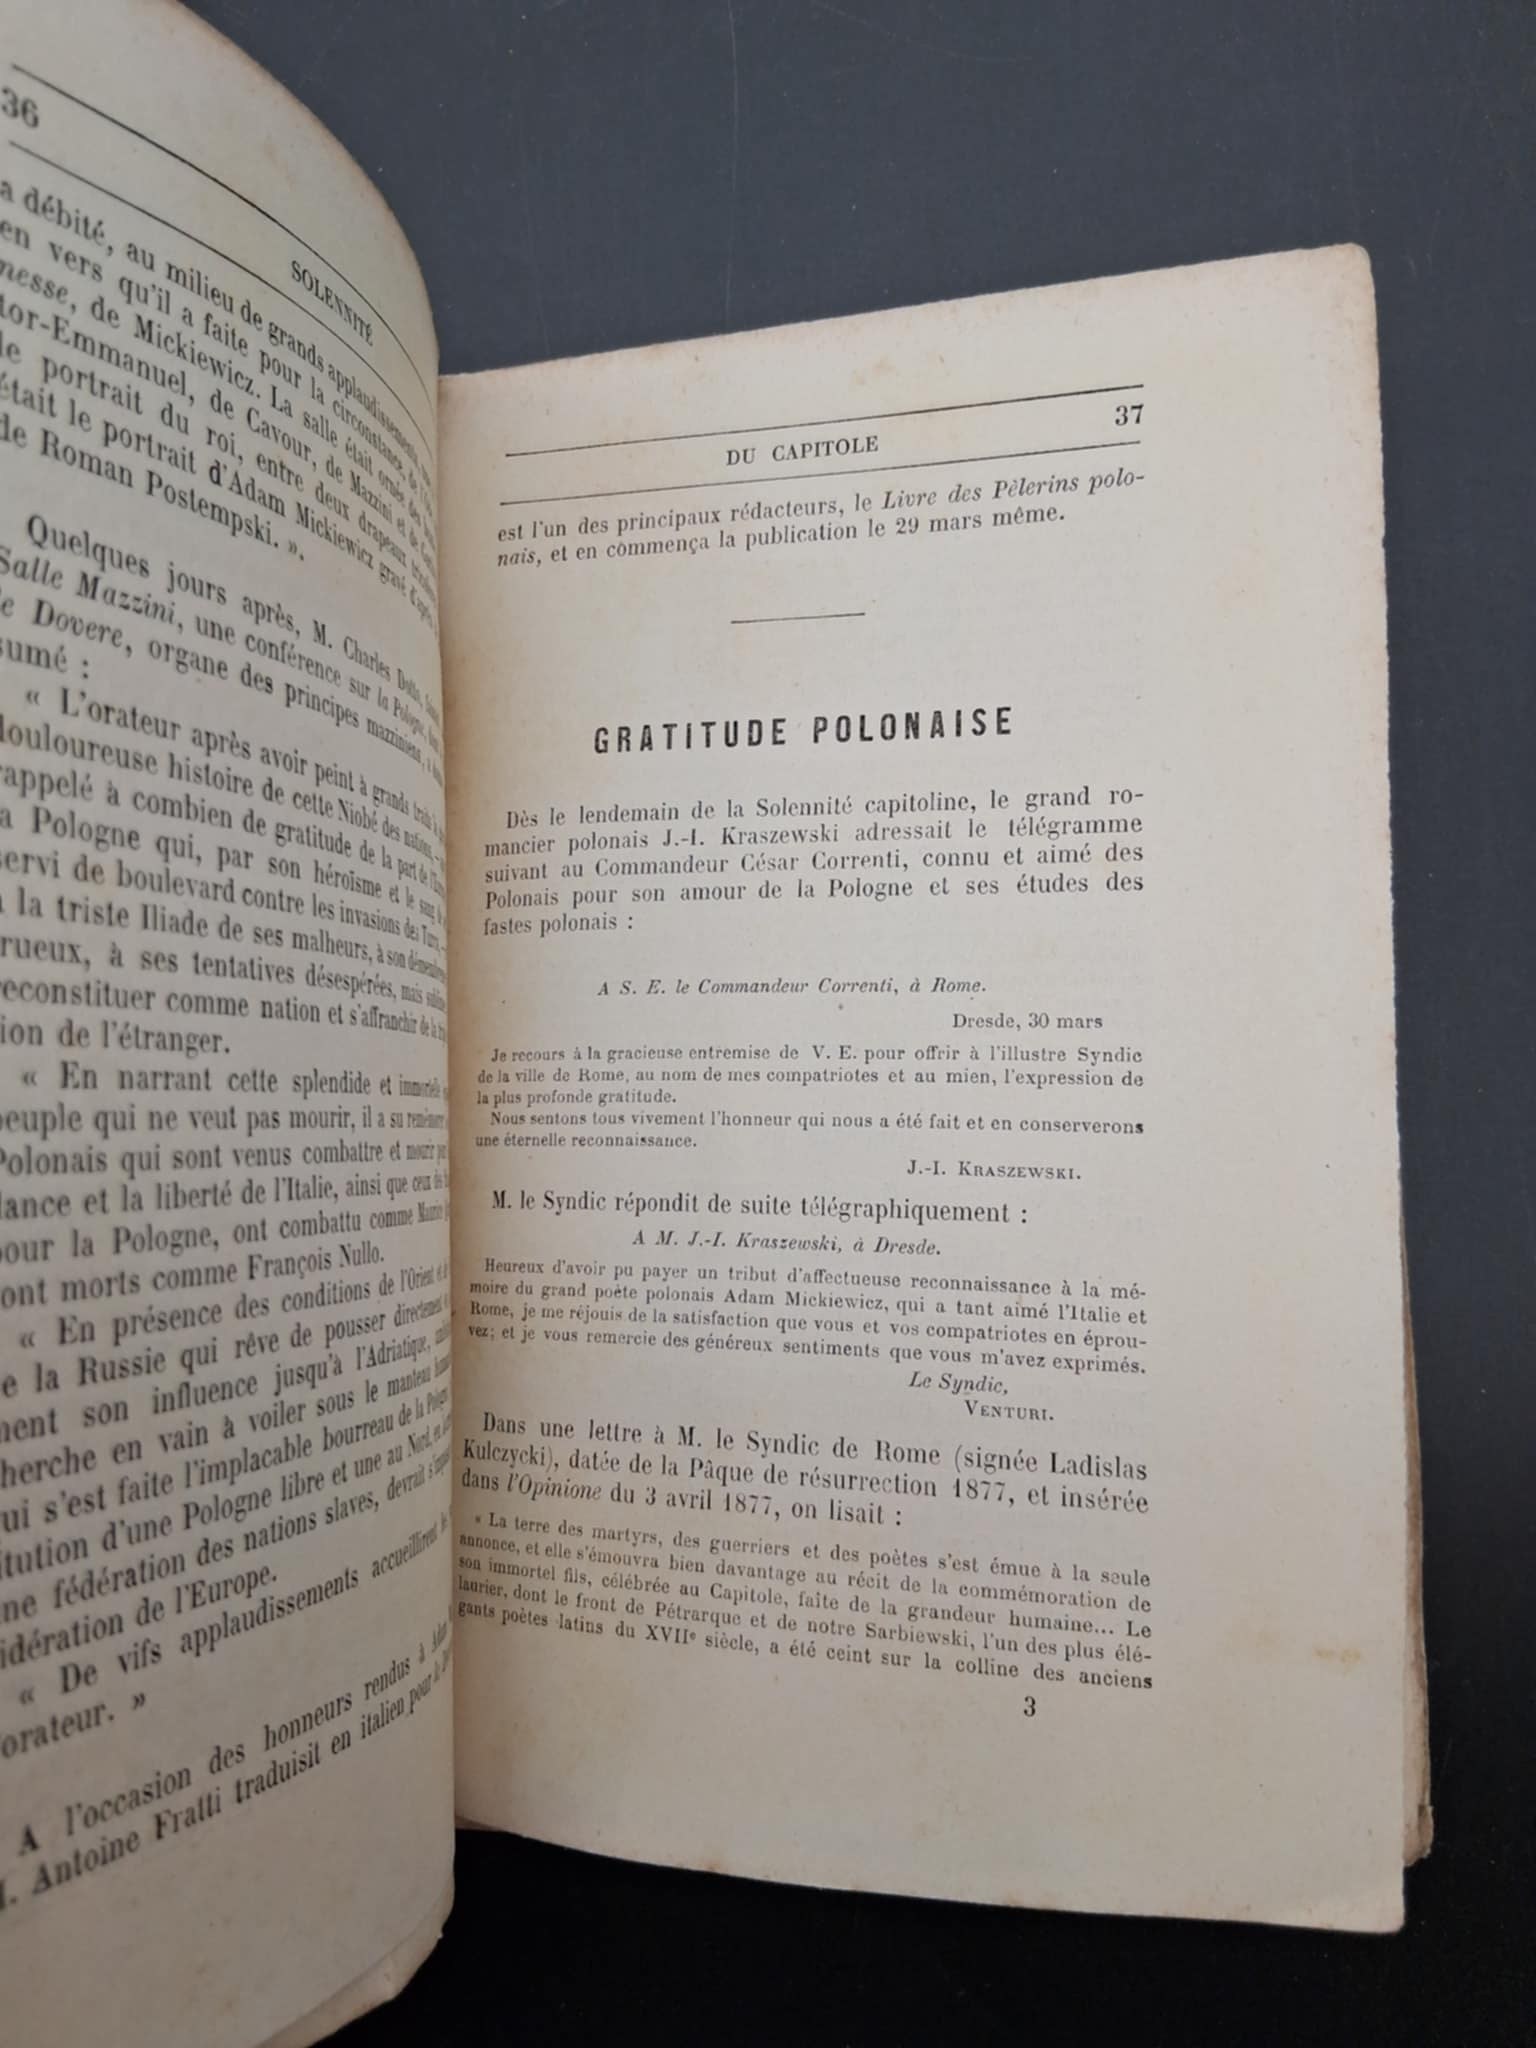 36
SOLENNITÉ
a débité, au milieu de grands applaudissements,
en vers qu'il a faite pour la circonstance, de
nesse, de Mickiewicz. La salle était ornée des
tor-Emmanuel, de Cavour, de Mazzini et de
le portrait du roi, entre deux drapeaux
était le portrait d'Adam Mickiewicz gravé d'après
de Roman Postempski. ».
Quelques jours après, M. Charles
Salle Mazzini, une conférence sur la Pologne, dont
e Dovere, organe des principes mazziniens, a
sumé :
« L'orateur après avoir peint à grands traits
louloureuse histoire de cette Niobé des nations,
rappelé à combien de gratitude de la part de
a Pologne qui, par son héroïsme et le sang
servi de boulevard contre les invasions des Turcs,
à la triste Iliade de ses malheurs, à son
rueux, à ses tentatives désespérées, mais
reconstituer comme nation et s'affranchir de la
ion de l'étranger.
« En narrant cette splendide et immortelle
peuple qui ne veut pas mourir, il a su
Polonais qui sont venus combattre et mourir
dance et la liberté de l'Italie, ainsi que ceux
pour la Pologne, ont combattu comme
ont morts comme François Nullo.
« En présence des conditions de l'Orient et
e la Russie qui rêve de pousser directement
ment son influence jusqu'à l'Adriatique,
herche en vain à voiler sous le manteau
ui s'est faite l'implacable bourreau de la Pologne
itution d'une Pologne libre et une au Nord,
ne fédération des nations slaves, devrait
idération de l'Europe.
« De vifs applaudissements accueillirent
'orateur. »
A l'occasion des honneurs rendus à Adam
M. Antoine Fratti traduisit en italien pour le
DU CAPITOLE
37
est l'un des principaux rédacteurs, le Livre des Pèlerins polo-
nais, et en commença la publication le 29 mars même.
GRATITUDE POLONAISE
Dès le lendemain de la Solennité capitoline, le grand ro-
mancier polonais J.-I. Kraszewski adressait le télégramme
suivant au Commandeur César Correnti, connu et aimé des
Polonais pour son amour de la Pologne et ses études des
fastes polonais :
A S. E. le Commandeur Correnti, à Rome.
Dresde, 30 mars
Je recours à la gracieuse entremise de V. E. pour offrir à l'illustre Syndic
de la ville de Rome, au nom de mes compatriotes et au mien, l'expression de
la plus profonde gratitude.
Nous sentons tous vivement l'honneur qui nous a été fait et en conserverons
une éternelle reconnaissance.
J.-I. KRASZEWSKI.
M. le Syndic répondit de suite télégraphiquement :
A M. J.-I. Kraszewski, à Dresde.
Heureux d'avoir pu payer un tribut d'affectueuse reconnaissance à la mé-
moire du grand poète polonais Adam Mickiewicz, qui a tant aimé l'Italie et
Rome, je me réjouis de la satisfaction que vous et vos compatriotes en éprou-
vez; et je vous remercie des généreux sentiments que vous m'avez exprimés.
Le Syndic,
VENTURI.
Dans une lettre à M. le Syndic de Rome (signée Ladislas
Kulczycki), datée de la Pâque de résurrection 1877, et insérée
dans l'Opinione du 3 avril 1877, on lisait :
« La terre des martyrs, des guerriers et des poètes s'est émue à la seule
annonce, et elle s'émouvra bien davantage au récit de la commémoration de
son immortel fils, célébrée au Capitole, faîte de la grandeur humaine... Le
laurier, dont le front de Pétrarque et de notre Sarbiewski, l'un des plus élé-
gants poètes latins du XVIIe siècle, a été ceint sur la colline des anciens
3